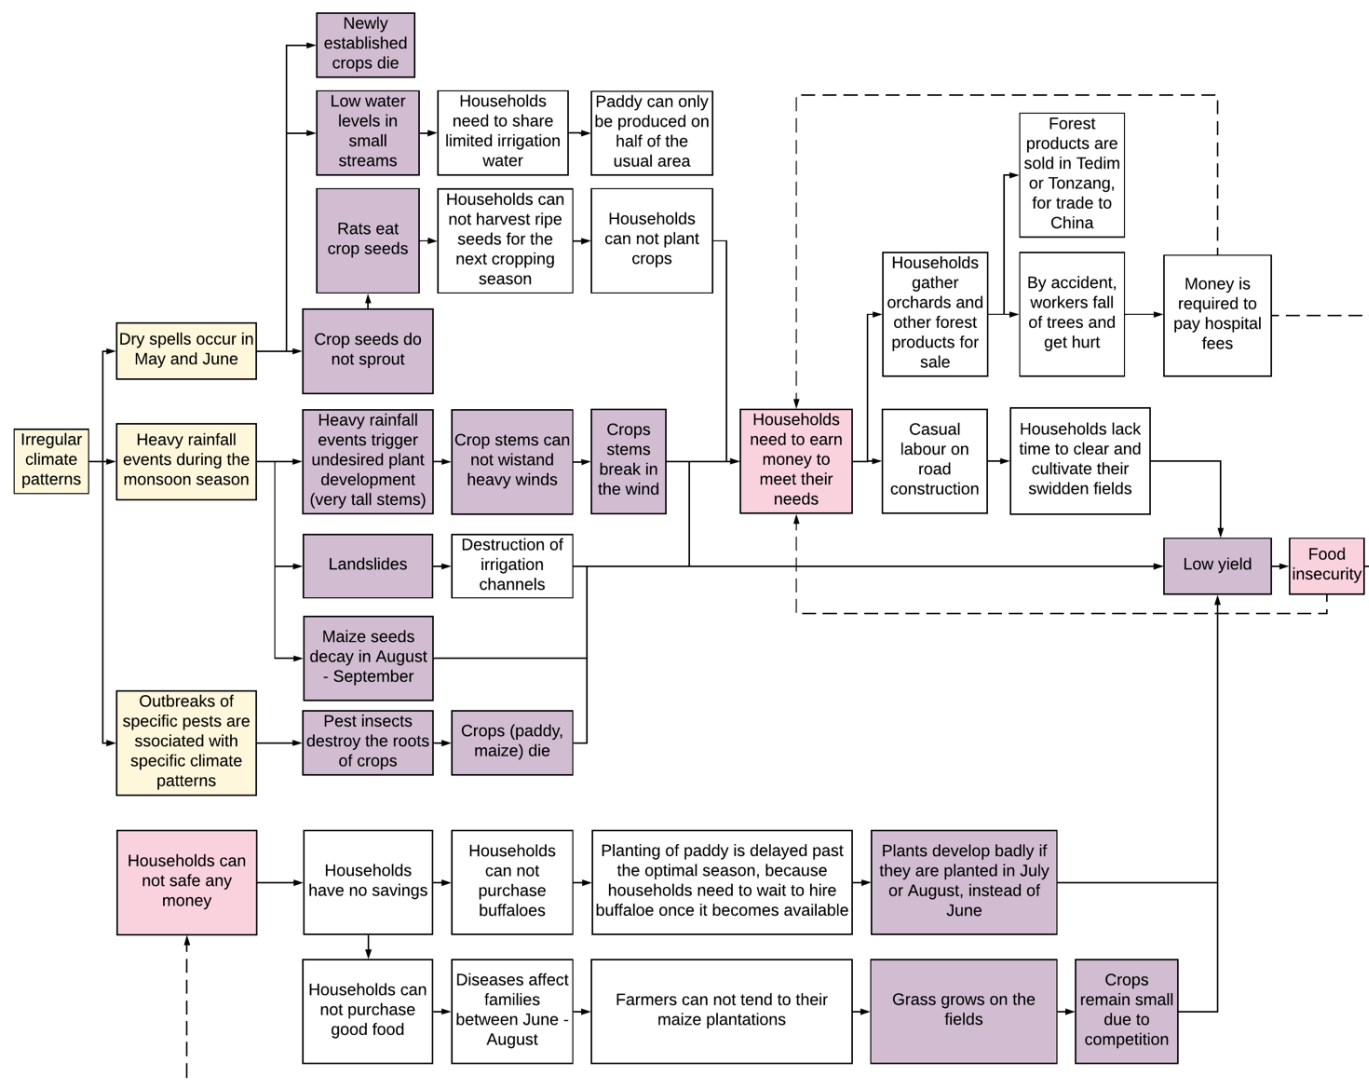 Newly
established
crops die
Low water
levels in
small
streams
Households
need to share
limited irrigation
water
Paddy can only
be produced on
half of the
usual area
Rats eat
crop seeds
Households can
not harvest ripe
seeds for the
next cropping
season
Households
can not plant
crops
Forest
products are
sold in Tedim
or Tonzang,
for trade to
China
Households
gather
orchards and
other forest
products for
sale
By accident,
workers fall
of trees and
get hurt
Money is
required to
pay hospital
fees
Dry spells occur in
May and June
Crop seeds do
not sprout
Irregular
climate
patterns
Heavy rainfall
events during the
monsoon season
Heavy rainfall
events trigger
undesired plant
development
(very tall stems)
Crop stems can
not wistand
heavy winds
Crops
stems
break in
the wind
Households
need to earn
money to
meet their
needs
Casual
labour on
road
construction
Households lack
time to clear and
cultivate their
swidden fields
Landslides
Destruction of
irrigation
channels
Low yield
Food
insecurity
Maize seeds
decay in August
- September
Outbreaks of
specific pests are
ssociated with
specific climate
patterns
Pest insects
destroy the roots
of crops
Crops (paddy,
maize) die
Households can
not safe any
money
Households
have no savings
Households
can not
purchase
buffaloes
Planting of paddy is delayed past
the optimal season, because
households need to wait to hire
buffaloe once it becomes available
Plants develop badly if
they are planted in July
or August, instead of
June
Households can
not purchase
good food
Diseases affect
families
between June -
August
Farmers can not tend to their
maize plantations
Grass grows on the
fields
Crops
remain small
due to
competition